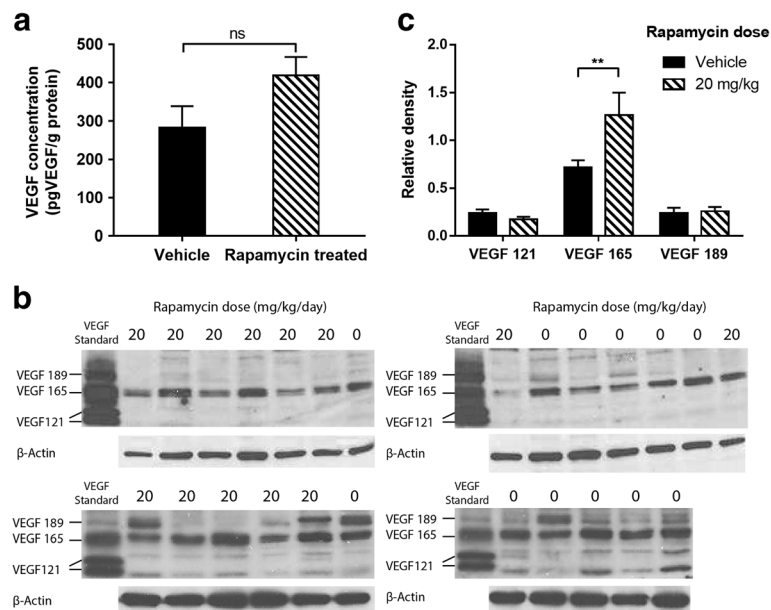 a
ns
500
400
300
200
100
0
VEGF concentration
(pgVEGF/g protein)
Vehicle Rapamycin treated
c
Rapamycin dose
Vehicle
20 mg/kg
**
2.0
1.5
1.0
0.5
0.0
Relative density
VEGF 121 VEGF 165 VEGF 189
b
Rapamycin dose (mg/kg/day)
VEGF
Standard
20 20 20 20 20 20 0
VEGF 189
VEGF 165
VEGF121
β-Actin
Rapamycin dose (mg/kg/day)
VEGF
Standard
20 0 0 0 0 0 20
VEGF 189
VEGF 165
VEGF121
β-Actin
VEGF
Standard
20 20 20 20 20 0
VEGF 189
VEGF 165
VEGF121
β-Actin
VEGF
Standard
0 0 0 0 0
VEGF 189
VEGF 165
VEGF121
β-Actin